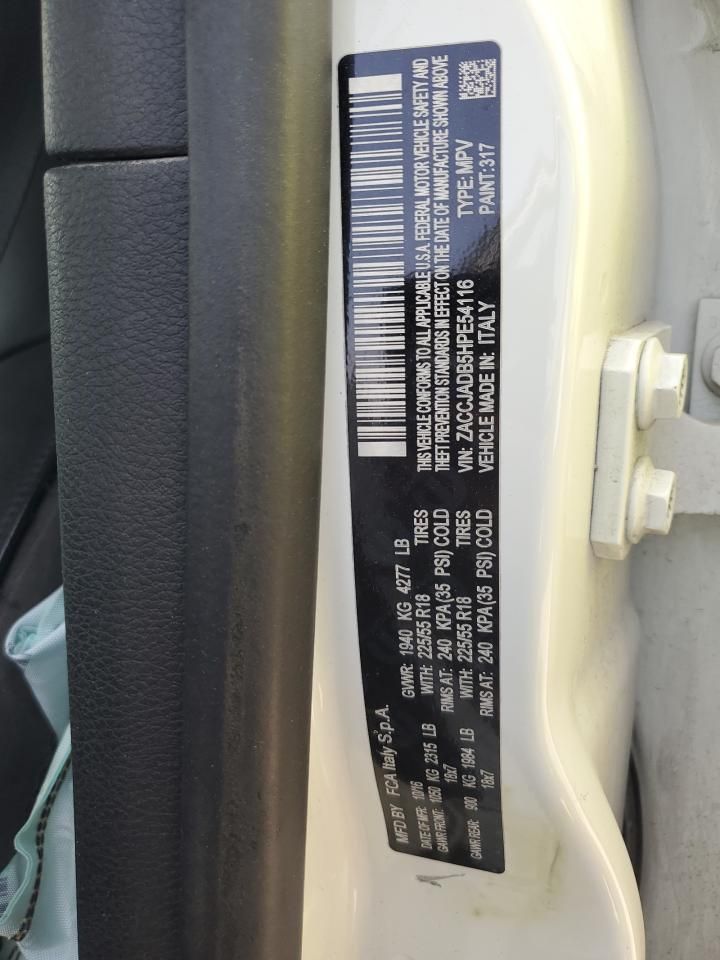 MFD BY FCA Italy S.p.A.
DATE OF MFR: 10/16 GVWR: 1940 KG 4277 LB
GAWR FRONT: 1050 KG 2315 LB WITH: 225/55 R18 TIRES
18x7 RIMS AT: 240 KPA(35 PSI) COLD
GAWR REAR: 900 KG 1984 LB WITH: 225/55 R18 TIRES
18x7 RIMS AT: 240 KPA(35 PSI) COLD
THIS VEHICLE CONFORMS TO ALL APPLICABLE U.S.A. FEDERAL MOTOR VEHICLE SAFETY AND
THEFT PREVENTION STANDARDS IN EFFECT ON THE DATE OF MANUFACTURE SHOWN ABOVE
VIN: ZACCJADB5HPE54116 TYPE: MPV
VEHICLE MADE IN: ITALY PAINT: 317